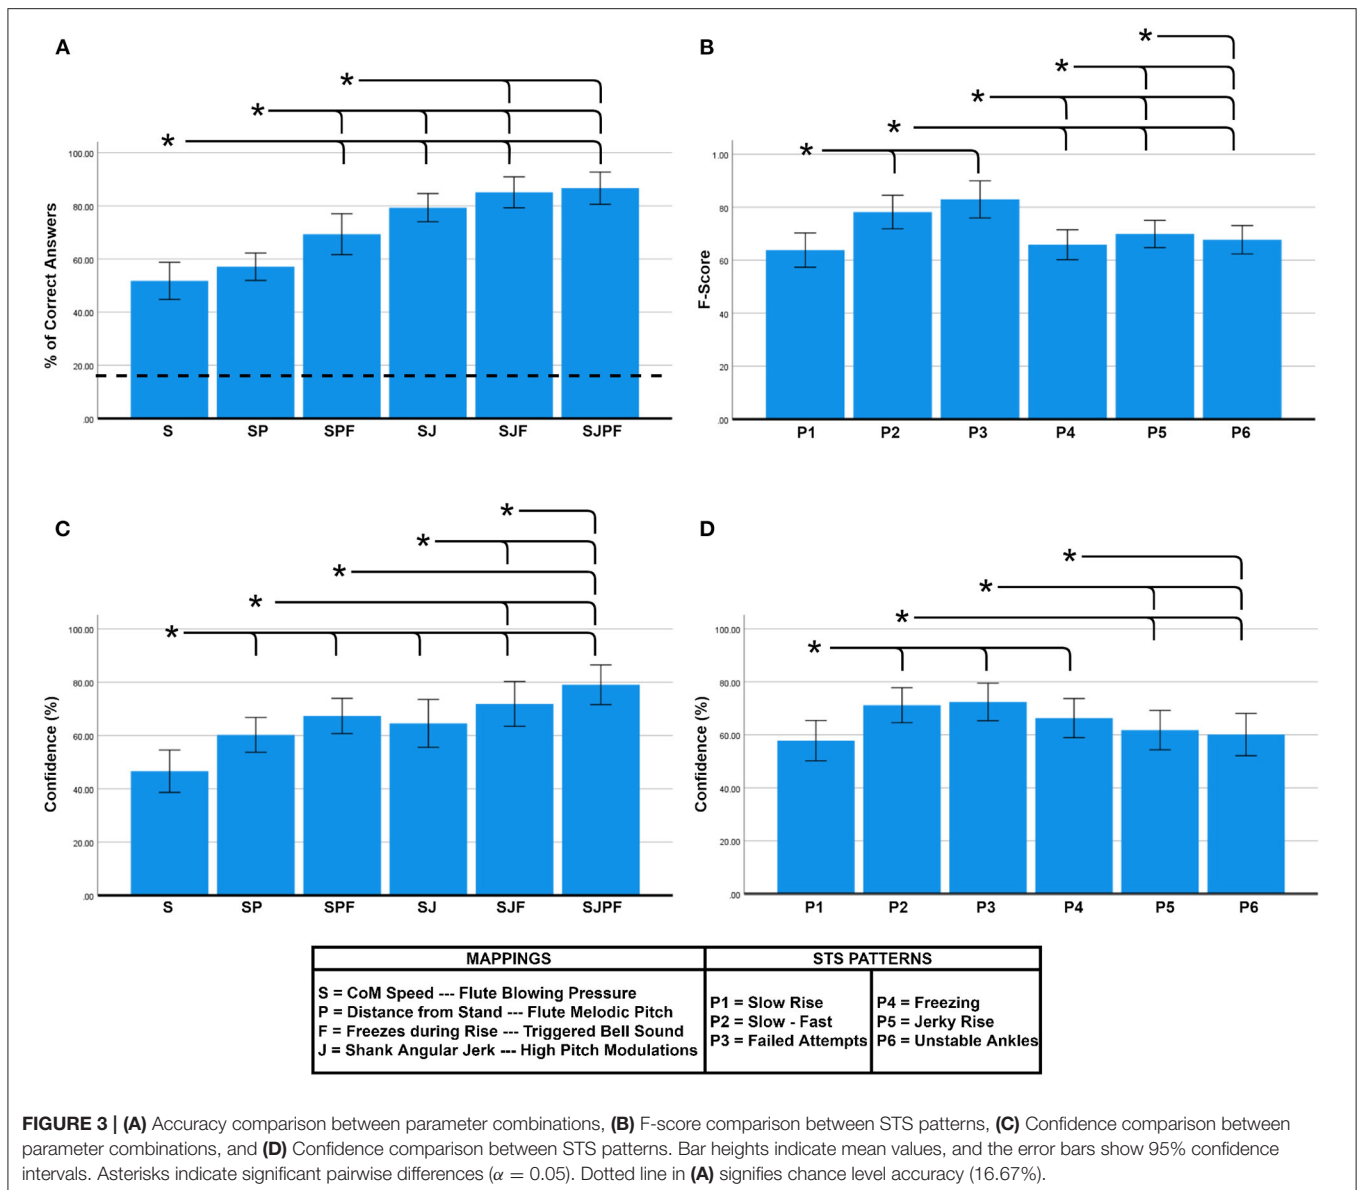 A
*
*
*
100.00
80.00
60.00
40.00
20.00
.00
% of Correct Answers
S SP SPF SJ SJF SJPF
B
*
*
*
*
*
1.00
80
60
40
20
.00
F-Score
P1 P2 P3 P4 P5 P6
C
*
*
*
*
*
100.00
80.00
60.00
40.00
20.00
.00
Confidence (%)
S SP SPF SJ SJF SJPF
D
*
*
*
*
100.00
80.00
60.00
40.00
20.00
.00
Confidence (%)
P1 P2 P3 P4 P5 P6
MAPPINGS
S = CoM Speed --- Flute Blowing Pressure
P = Distance from Stand --- Flute Melodic Pitch
F = Freezes during Rise --- Triggered Bell Sound
J = Shank Angular Jerk --- High Pitch Modulations
STS PATTERNS
P1 = Slow Rise
P2 = Slow - Fast
P3 = Failed Attempts
P4 = Freezing
P5 = Jerky Rise
P6 = Unstable Ankles
FIGURE 3 | (A) Accuracy comparison between parameter combinations, (B) F-score comparison between STS patterns, (C) Confidence comparison between
parameter combinations, and (D) Confidence comparison between STS patterns. Bar heights indicate mean values, and the error bars show 95% confidence
intervals. Asterisks indicate significant pairwise differences (α = 0.05). Dotted line in (A) signifies chance level accuracy (16.67%).